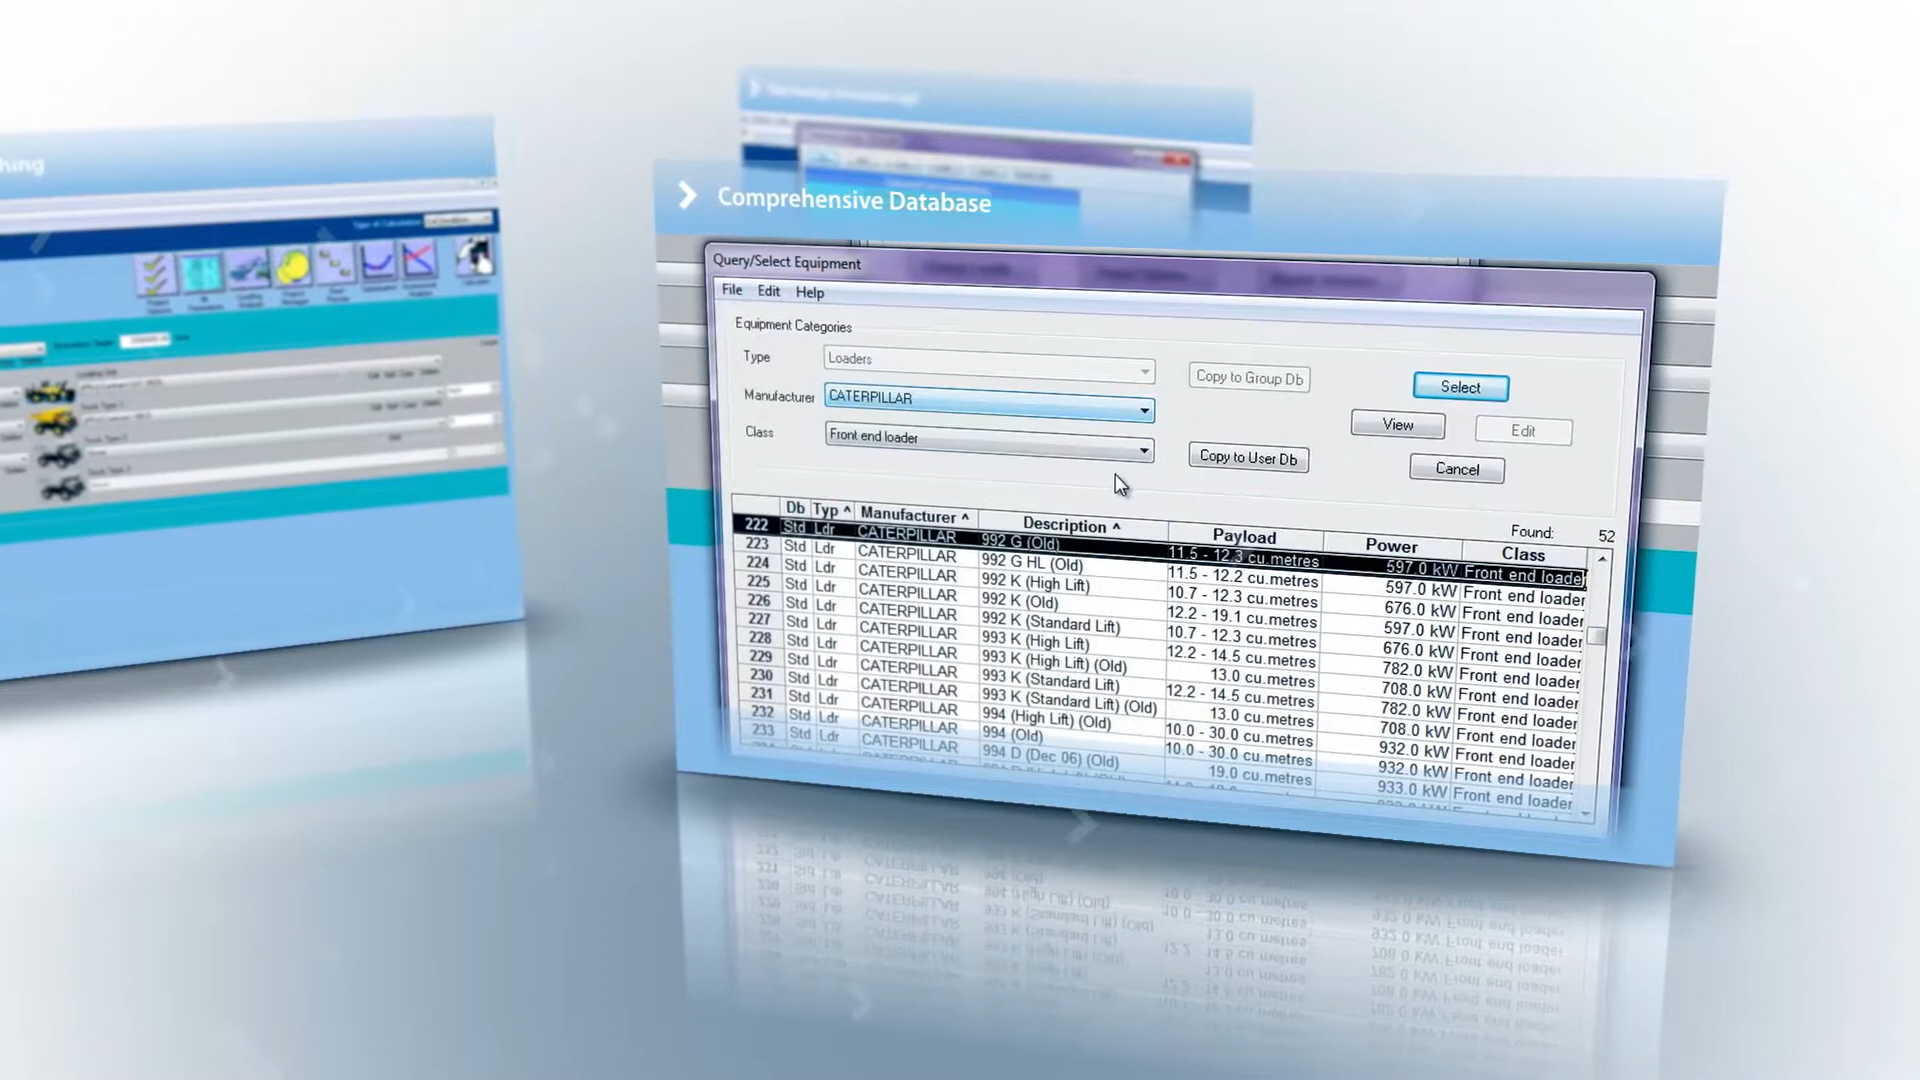 hing
Comprehensive Database
Query/Select Equipment
File Edit Help
Equipment Categories
Type Loaders Copy to Group Db Select
Manufacturer CATERPILLAR View Edit
Class Front end loader Copy to User Db Cancel
Found: 52
Db Typ ^ Manufacturer ^ Description ^ Payload Power Class
222 Std Ldr CATERPILLAR 992 G (Old) 11.5 - 12.3 cu.metres 597.0 kW Front end loader
223 Std Ldr CATERPILLAR 992 G HL (Old) 11.5 - 12.2 cu.metres 597.0 kW Front end loader
224 Std Ldr CATERPILLAR 992 K (High Lift) 10.7 - 12.3 cu.metres 676.0 kW Front end loader
225 Std Ldr CATERPILLAR 992 K (Old) 12.2 - 19.1 cu.metres 597.0 kW Front end loader
226 Std Ldr CATERPILLAR 992 K (Standard Lift) 10.7 - 12.3 cu.metres 676.0 kW Front end loader
227 Std Ldr CATERPILLAR 993 K (High Lift) 12.2 - 14.5 cu.metres 782.0 kW Front end loader
228 Std Ldr CATERPILLAR 993 K (High Lift) (Old) 13.0 cu.metres 708.0 kW Front end loader
229 Std Ldr CATERPILLAR 993 K (Standard Lift) 12.2 - 14.5 cu.metres 782.0 kW Front end loader
230 Std Ldr CATERPILLAR 993 K (Standard Lift) (Old) 13.0 cu.metres 708.0 kW Front end loader
231 Std Ldr CATERPILLAR 994 (High Lift) (Old) 10.0 - 30.0 cu.metres 932.0 kW Front end loader
232 Std Ldr CATERPILLAR 994 (Old) 10.0 - 30.0 cu.metres 932.0 kW Front end loader
233 Std Ldr CATERPILLAR 994 D (Dec 06) (Old) 19.0 cu.metres 933.0 kW Front end loader